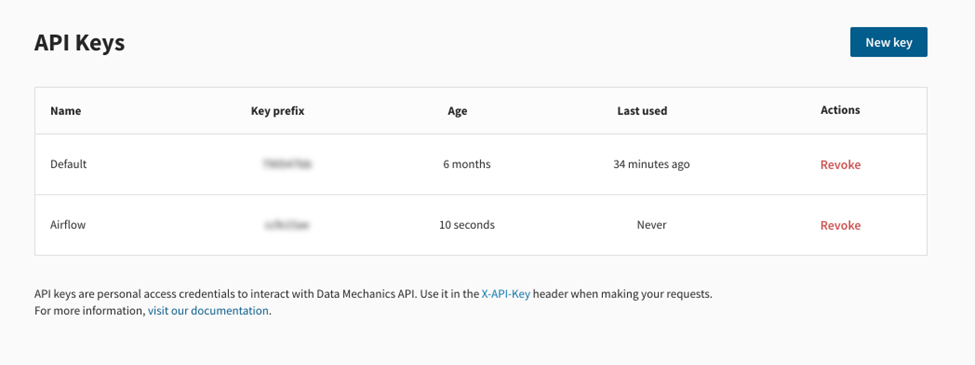 API Keys
New key
Name Key prefix Age Last used Actions
Default 6 months 34 minutes ago Revoke
Airflow 10 seconds Never Revoke
API keys are personal access credentials to interact with Data Mechanics API. Use it in the X-API-Key header when making your requests.
For more information, visit our documentation.